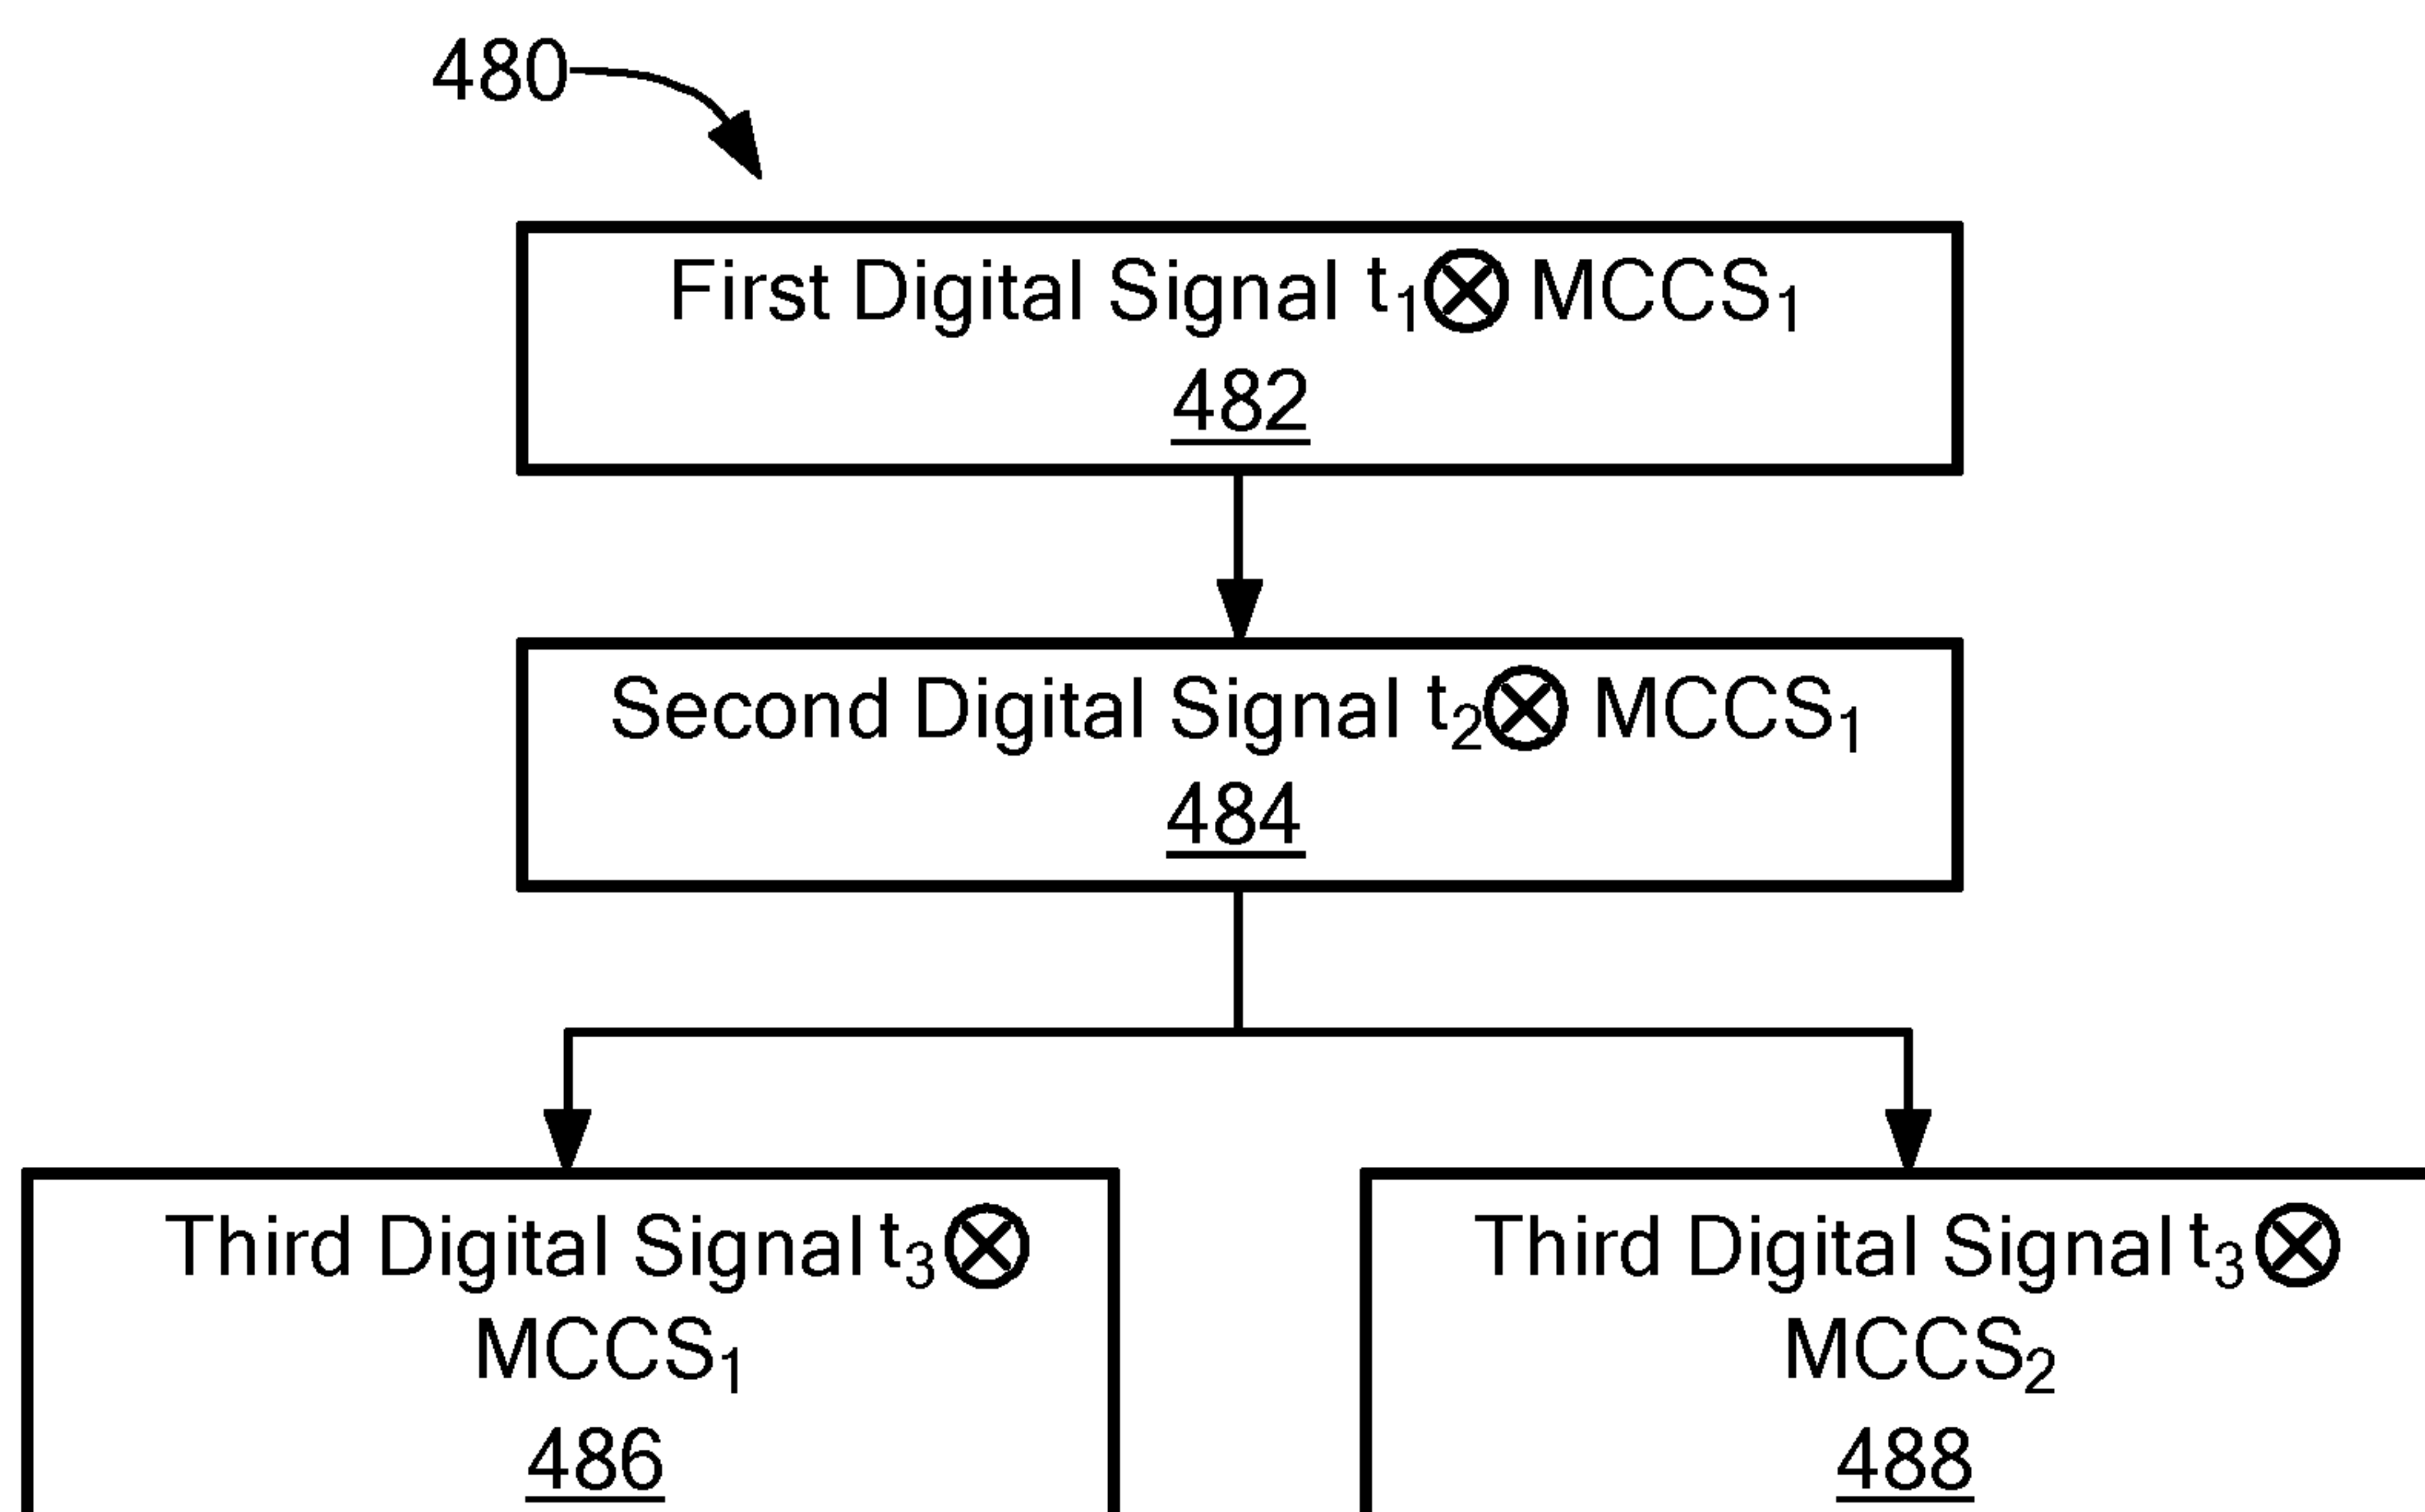 480
First Digital Signal t₁⊗ MCCS₁
482
Second Digital Signal t₂⊗ MCCS₁
484
Third Digital Signal t₃⊗
MCCS₁
486
Third Digital Signal t₃⊗
MCCS₂
488